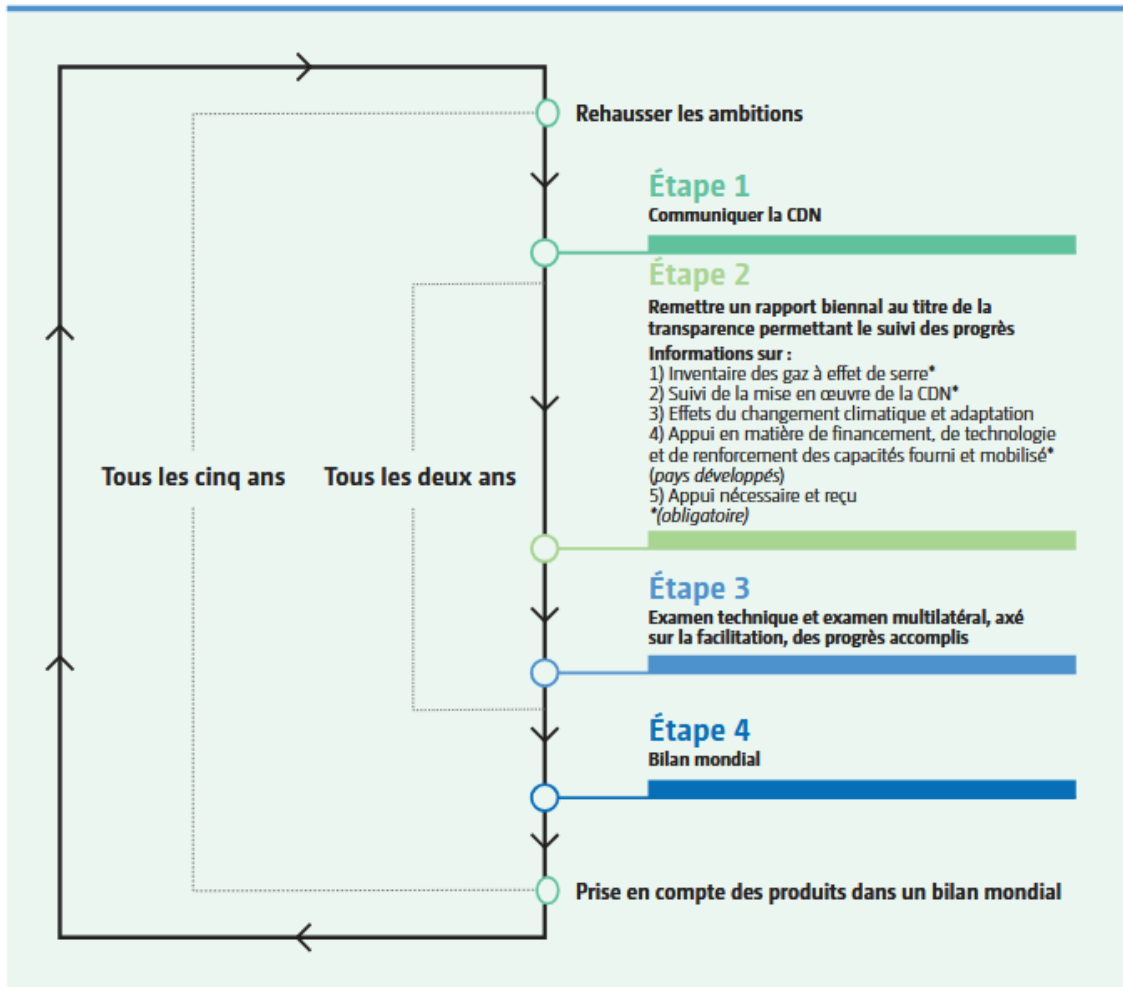 Rehausser les ambitions
Étape 1
Communiquer la CDN
Étape 2
Remettre un rapport biennal au titre de la
transparence permettant le suivi des progrès
Informations sur :
1) Inventaire des gaz à effet de serre*
2) Suivi de la mise en œuvre de la CDN*
3) Effets du changement climatique et adaptation
4) Appui en matière de financement, de technologie
et de renforcement des capacités fourni et mobilisé*
(pays développés)
5) Appui nécessaire et reçu
*(obligatoire)
Tous les cinq ans
Tous les deux ans
Étape 3
Examen technique et examen multilatéral, axé
sur la facilitation, des progrès accomplis
Étape 4
Bilan mondial
Prise en compte des produits dans un bilan mondial